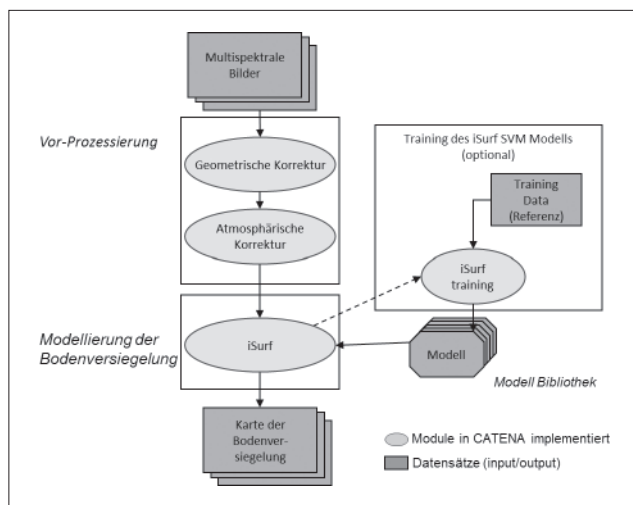 Multispektrale
Bilder
Vor-Prozessierung
Geometrische Korrektur
Atmosphärische
Korrektur
Training des iSurf SVM Modells
(optional)
Training
Data
(Referenz)
iSurf
training
Modellierung der
Bodenversiegelung
iSurf
Modell
Modell Bibliothek
Karte der
Bodenver-
siegelung
Module in CATENA implementiert
Datensätze (input/output)